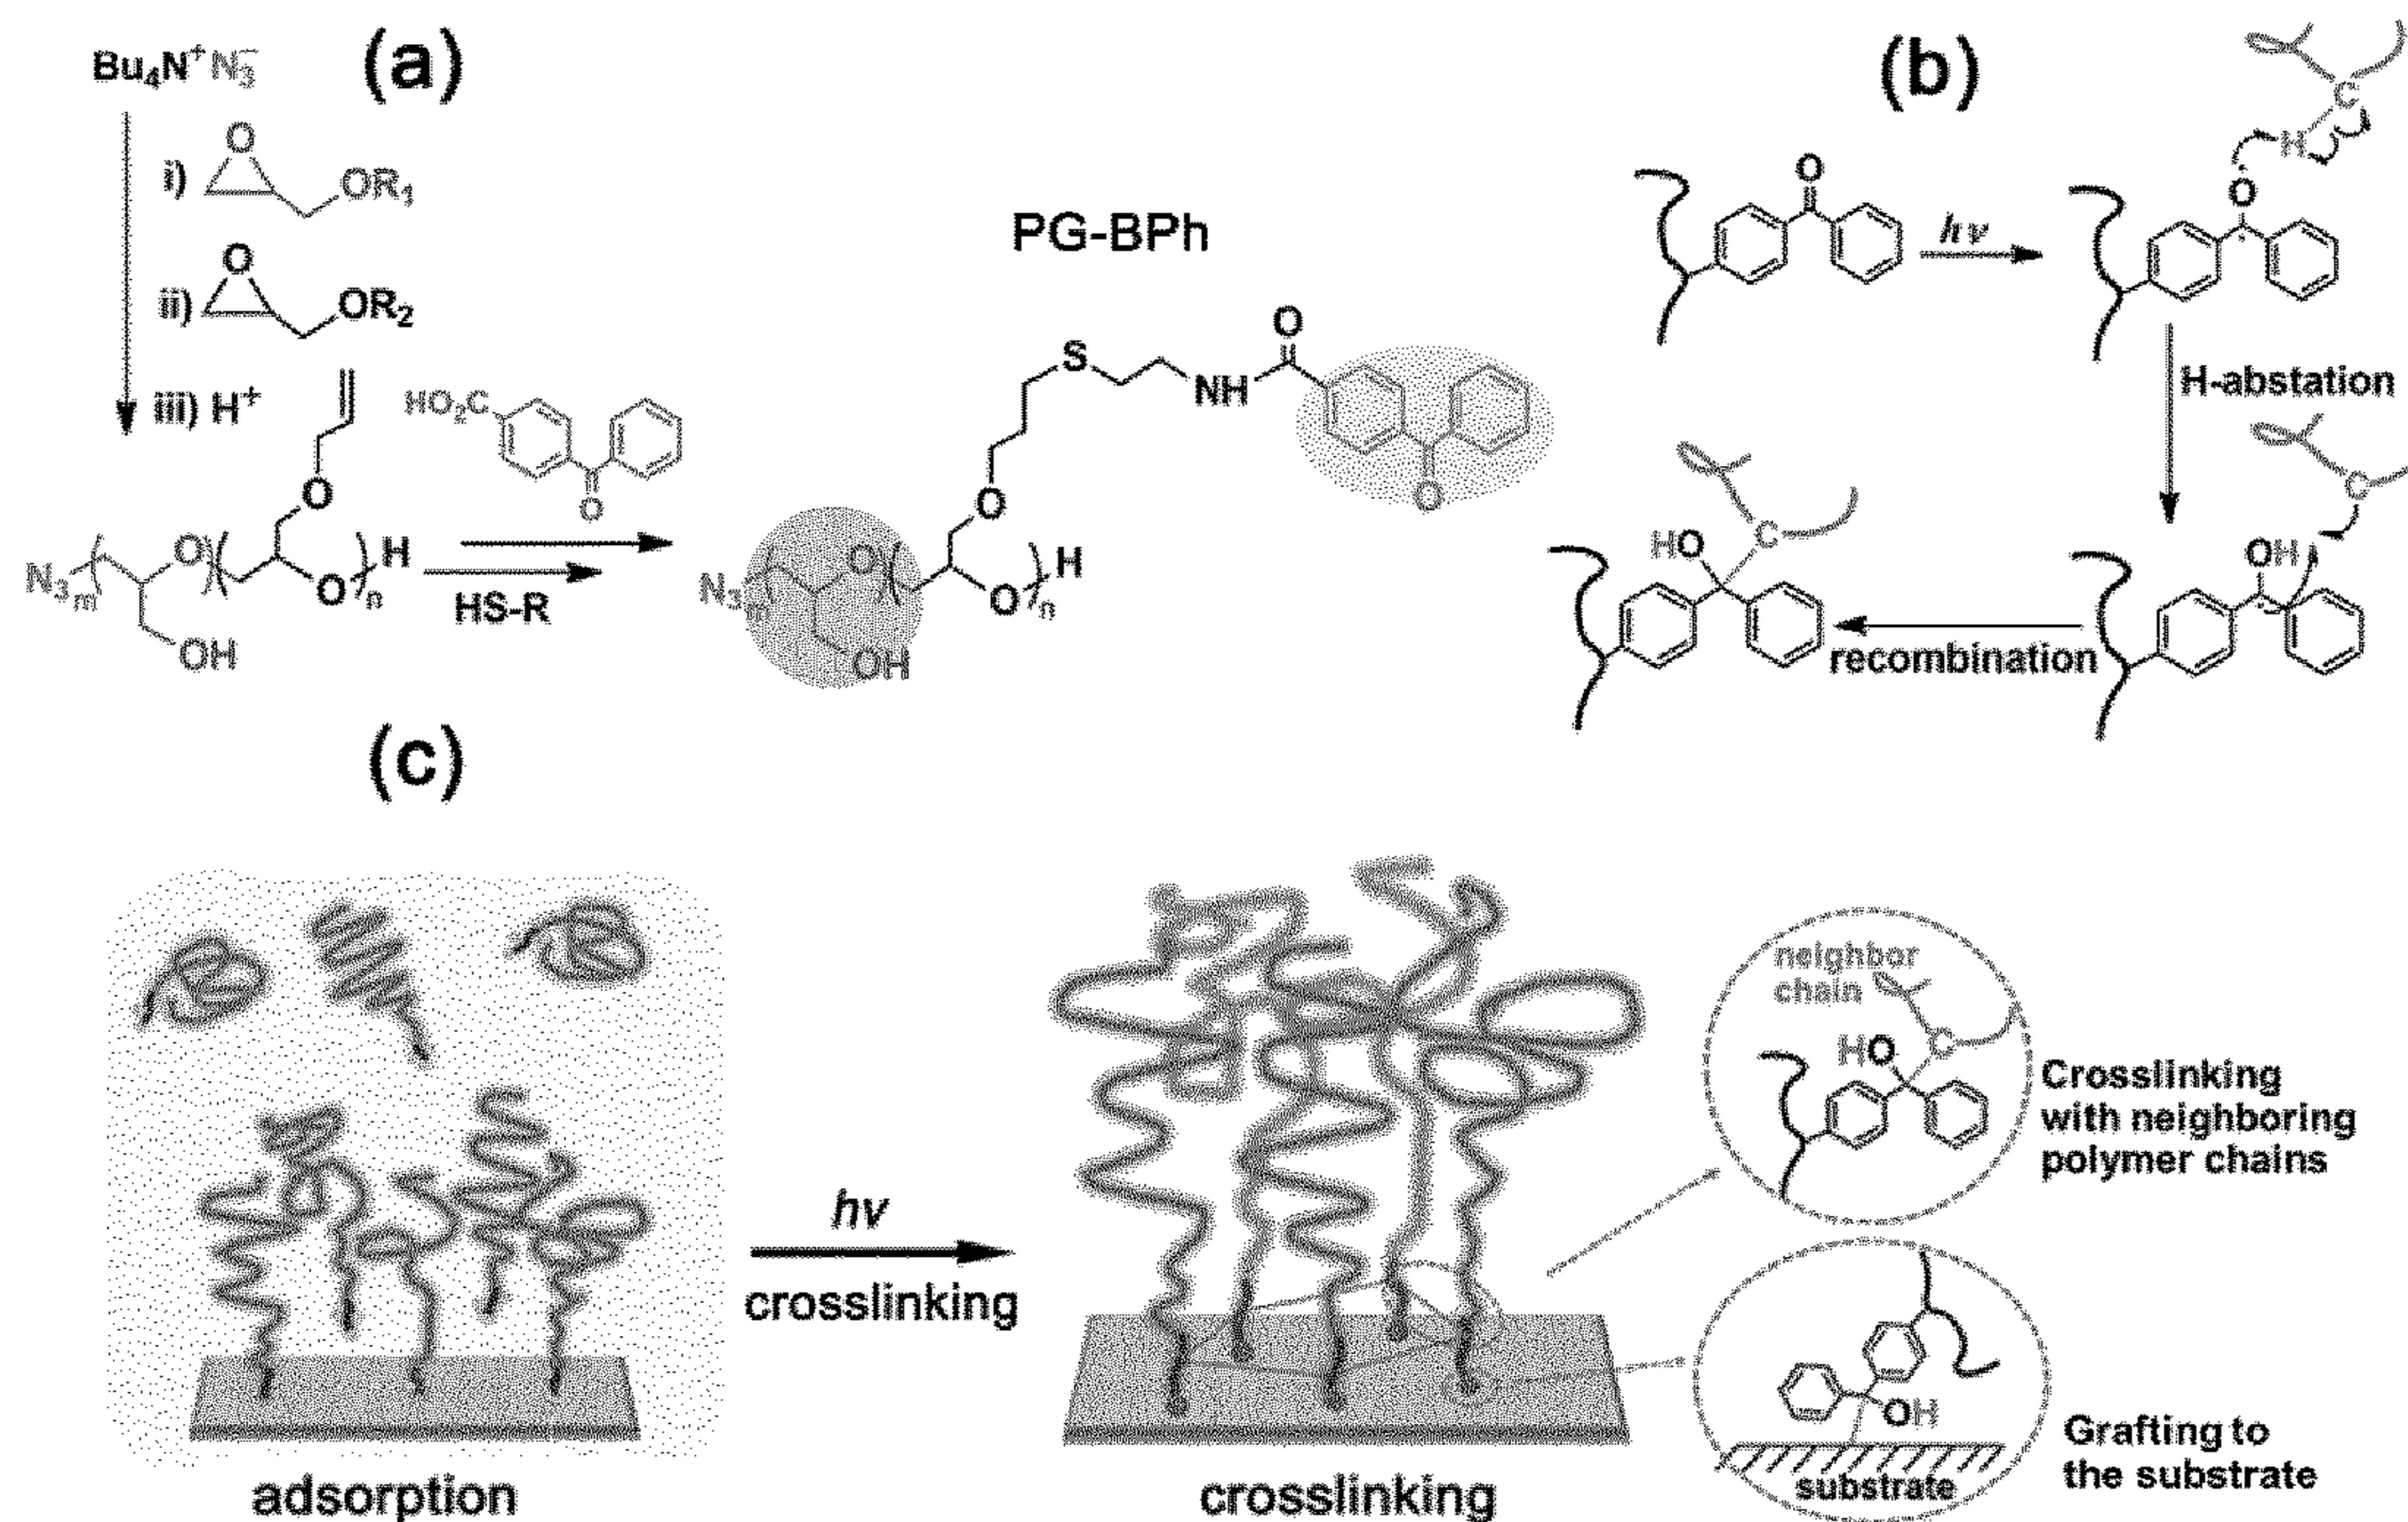 (a)
Bu4N+ N3−
i)
O
OR1
ii)
O
OR2
iii) H+
HO2C
O
O
N3
m
O
O
n
H
OH
HS-R
PG-BPh
O
S
NH
O
O
N3
m
O
O
n
H
OH
(b)
O
hν
O
H
C
H-abstation
C
OH
recombination
HO
C
(c)
adsorption
hν
crosslinking
crosslinking
neighbor
chain
HO
C
Crosslinking
with neighboring
polymer chains
OH
substrate
Grafting to
the substrate